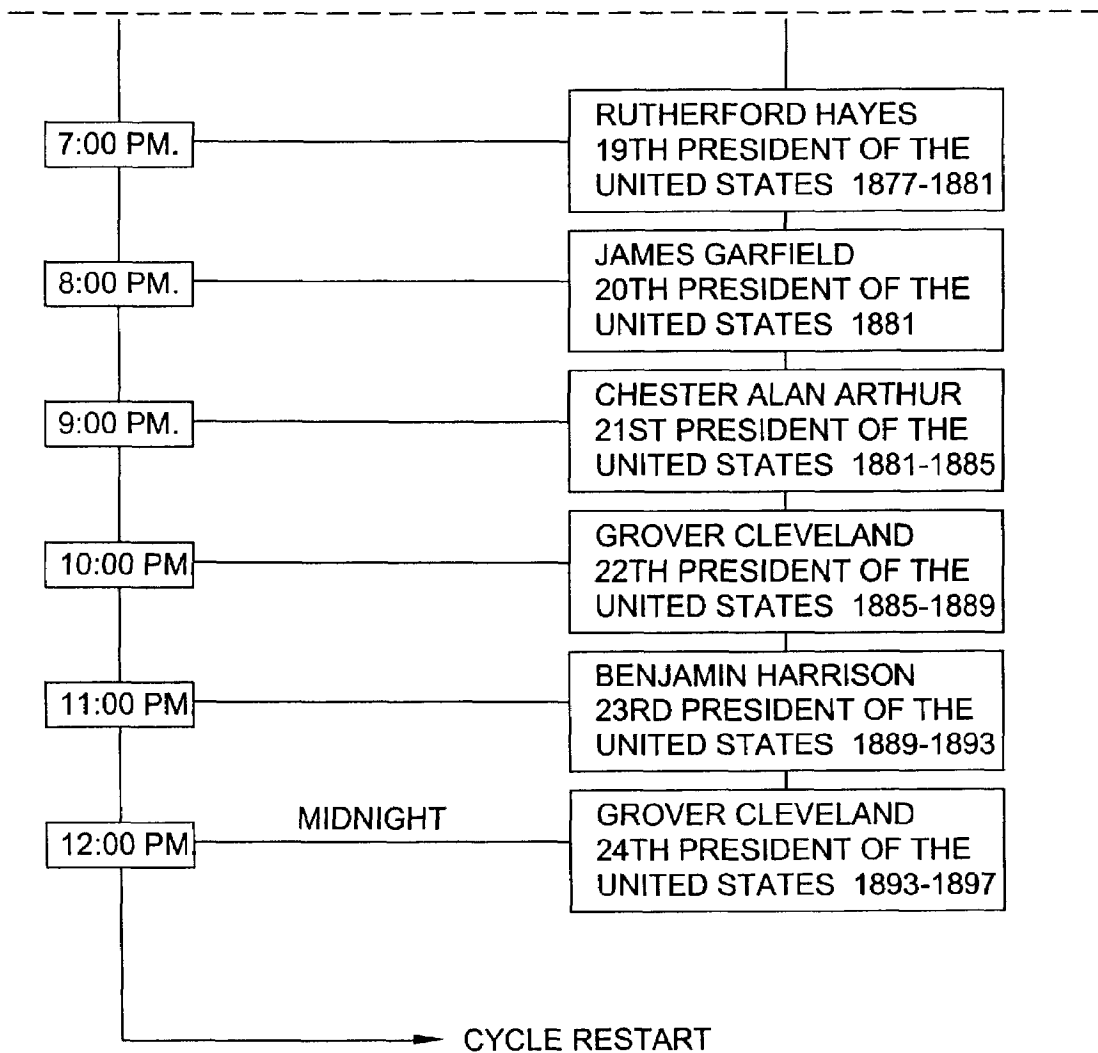 7:00 PM.
RUTHERFORD HAYES
19TH PRESIDENT OF THE
UNITED STATES 1877-1881
8:00 PM.
JAMES GARFIELD
20TH PRESIDENT OF THE
UNITED STATES 1881
9:00 PM.
CHESTER ALAN ARTHUR
21ST PRESIDENT OF THE
UNITED STATES 1881-1885
10:00 PM
GROVER CLEVELAND
22TH PRESIDENT OF THE
UNITED STATES 1885-1889
11:00 PM
BENJAMIN HARRISON
23RD PRESIDENT OF THE
UNITED STATES 1889-1893
12:00 PM
MIDNIGHT
GROVER CLEVELAND
24TH PRESIDENT OF THE
UNITED STATES 1893-1897
CYCLE RESTART